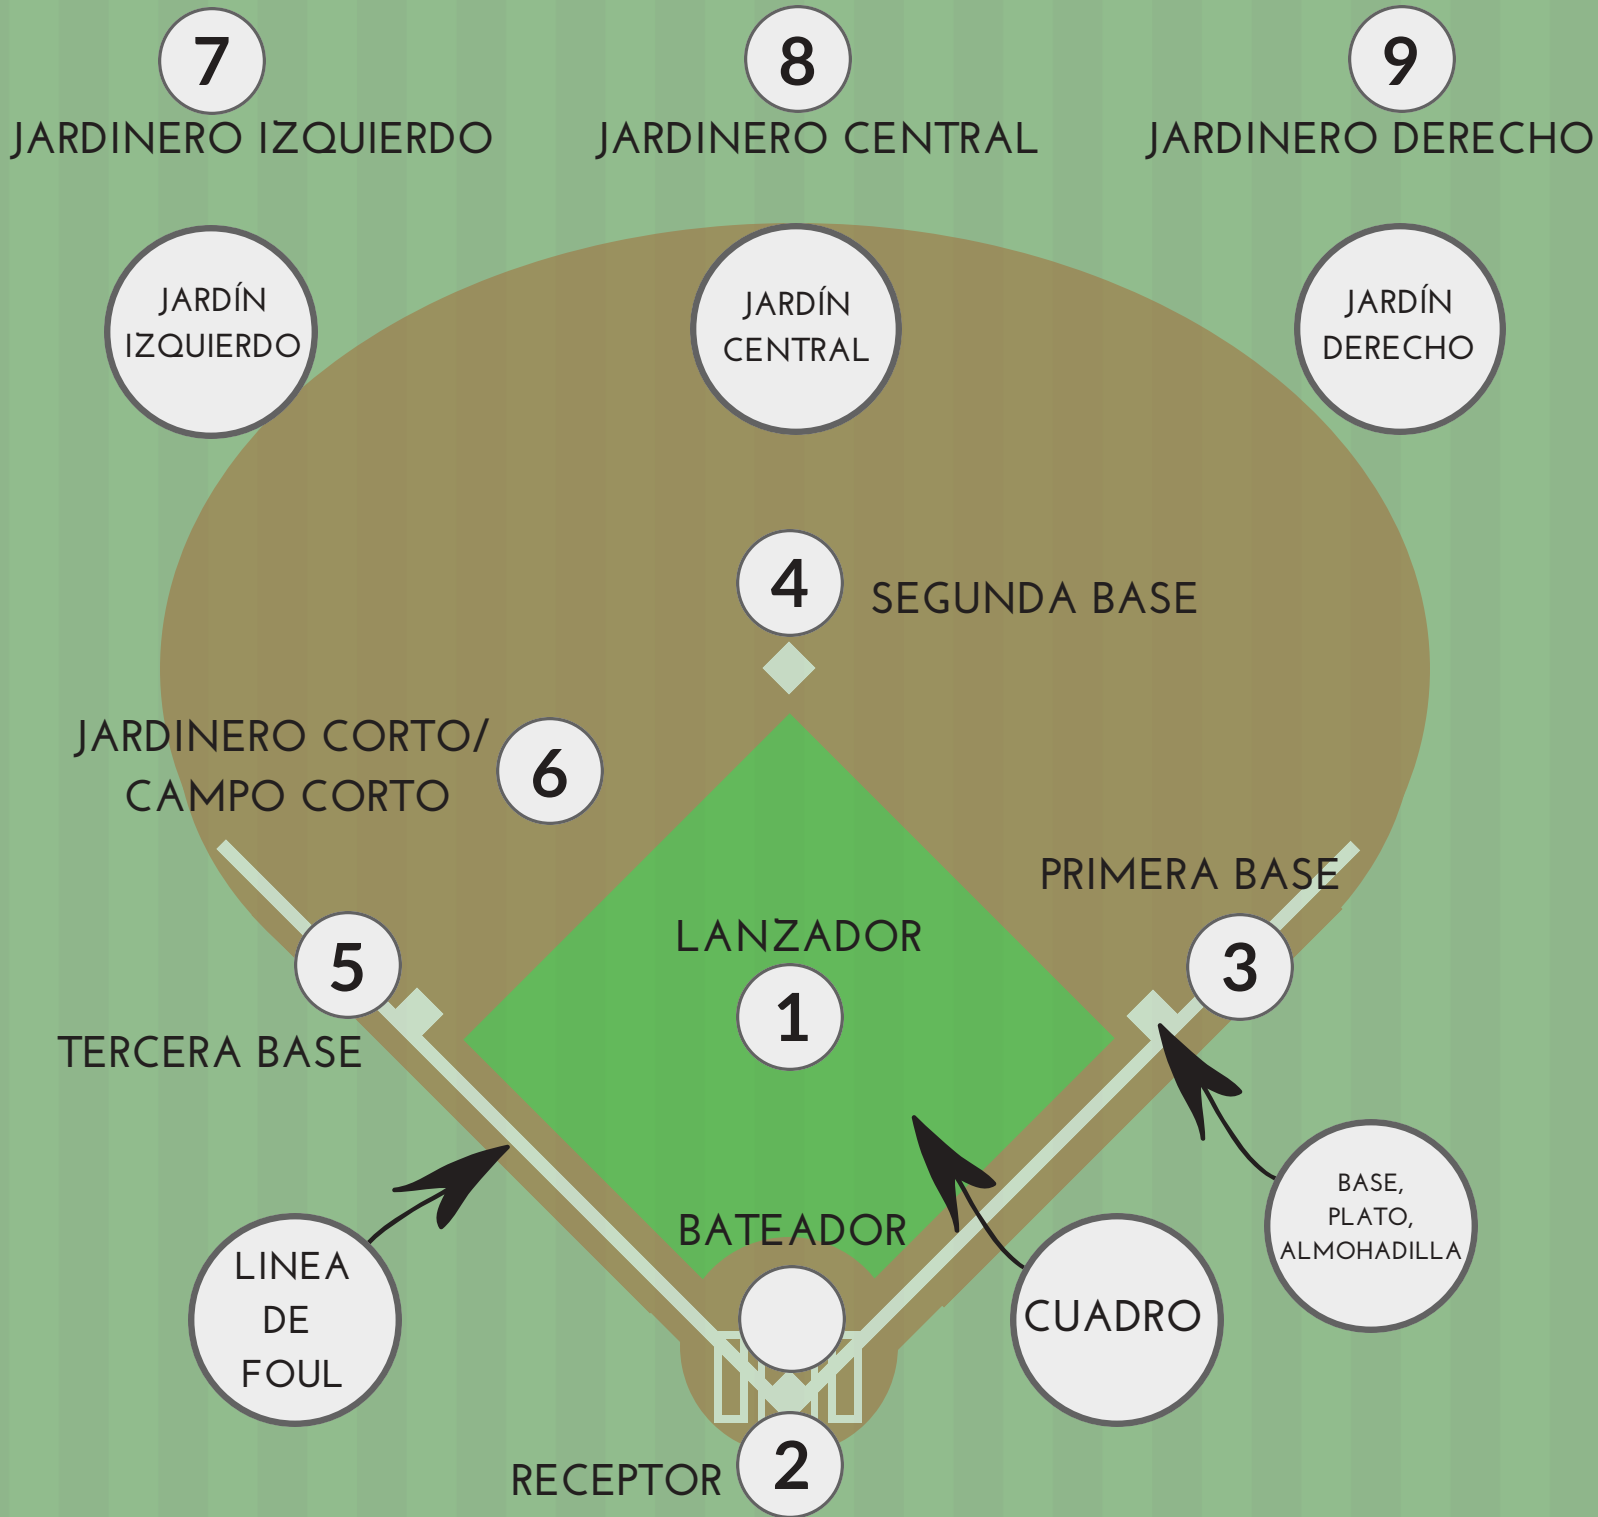 7
8
9
JARDINERO IZQUIERDO
JARDINERO CENTRAL
JARDINERO DERECHO
JARDÍN
IZQUIERDO
JARDÍN
CENTRAL
JARDÍN
DERECHO
4
SEGUNDA BASE
JARDINERO CORTO/
CAMPO CORTO
6
PRIMERA BASE
LANZADOR
5
1
3
TERCERA BASE
BASE,
PLATO,
ALMOHADILLA
BATEADOR
LINEA
DE
FOUL
CUADRO
RECEPTOR
2